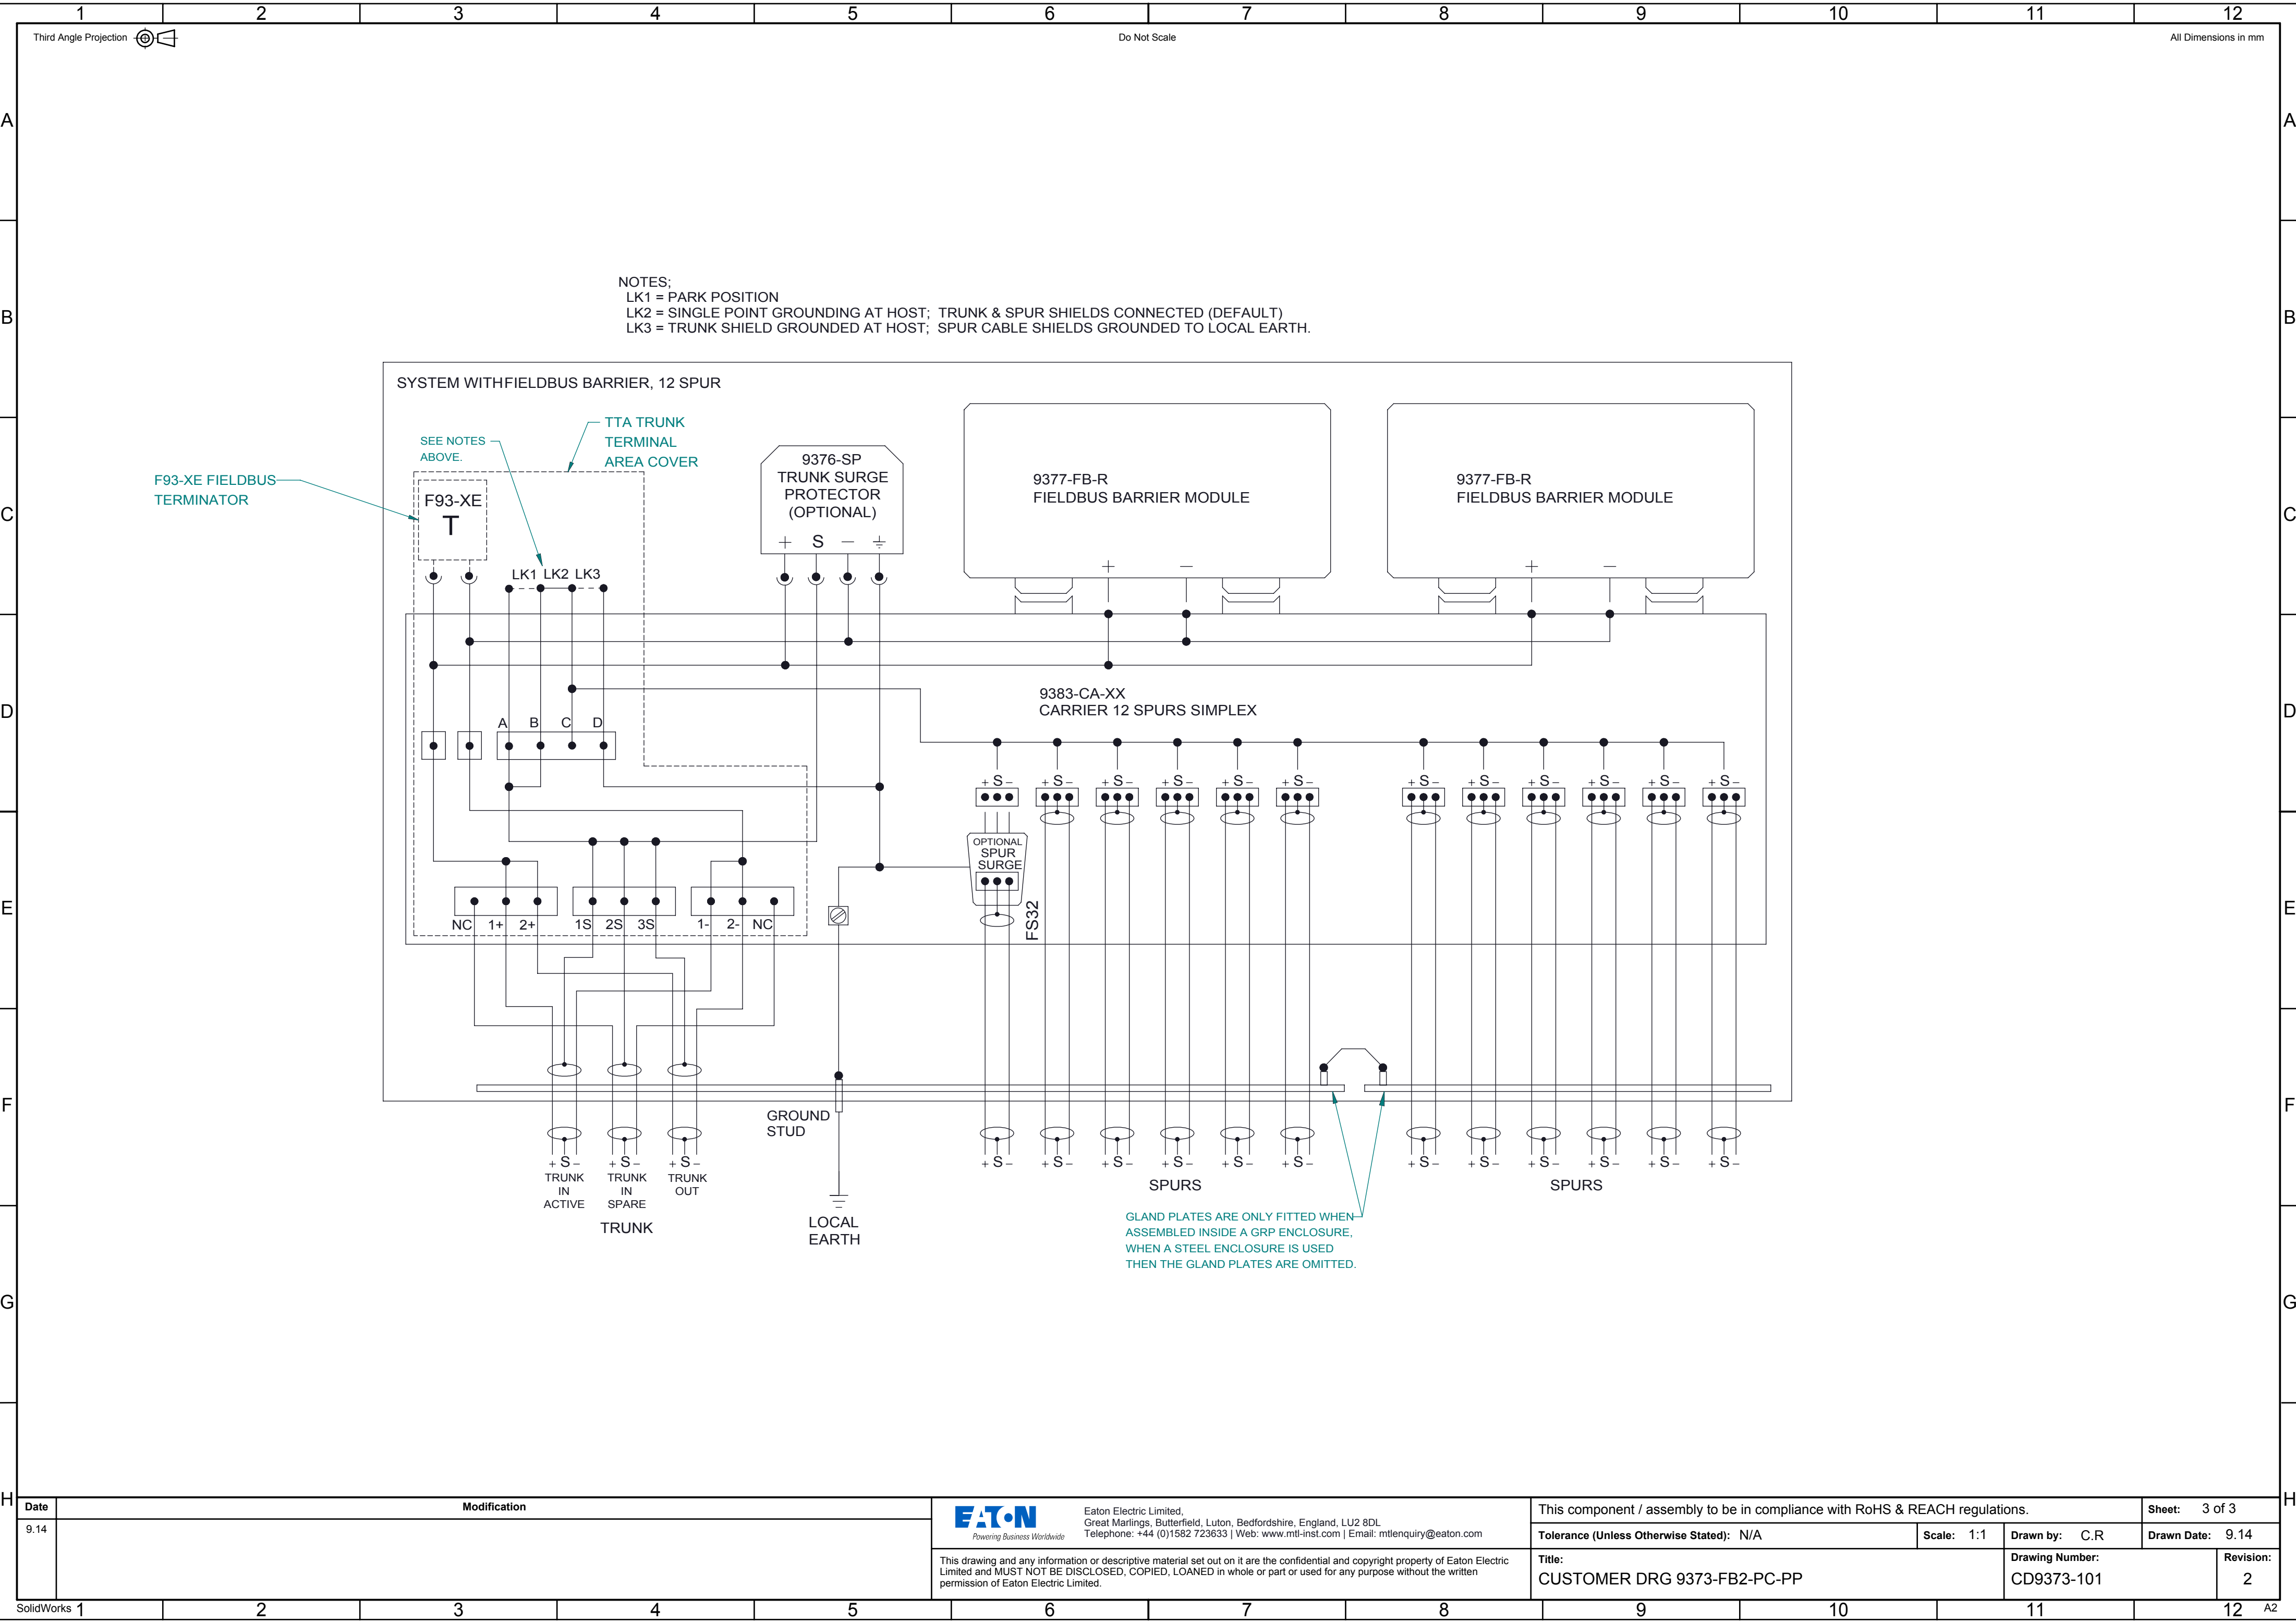 1 2 3 4 5 6 7 8 9 10 11 12
Third Angle Projection
Do Not Scale
All Dimensions in mm
A A
B B
C C
D D
E E
F F
G G
H H
NOTES;
LK1 = PARK POSITION
LK2 = SINGLE POINT GROUNDING AT HOST; TRUNK & SPUR SHIELDS CONNECTED (DEFAULT)
LK3 = TRUNK SHIELD GROUNDED AT HOST; SPUR CABLE SHIELDS GROUNDED TO LOCAL EARTH.
SYSTEM WITH FIELDBUS BARRIER, 12 SPUR
TTA TRUNK
TERMINAL
AREA COVER
SEE NOTES
ABOVE.
F93-XE FIELDBUS
TERMINATOR
F93-XE
T
LK1 LK2 LK3
9376-SP
TRUNK SURGE
PROTECTOR
(OPTIONAL)
+ S −
9377-FB-R
FIELDBUS BARRIER MODULE
+ −
9377-FB-R
FIELDBUS BARRIER MODULE
+ −
9383-CA-XX
CARRIER 12 SPURS SIMPLEX
A B C D
+ S − + S − + S − + S − + S − + S − + S − + S − + S − + S − + S − + S −
OPTIONAL
SPUR
SURGE
FS32
NC 1+ 2+ 1S 2S 3S 1- 2- NC
GROUND
STUD
+ S − + S − + S −
TRUNK
IN
ACTIVE
TRUNK
IN
SPARE
TRUNK
OUT
TRUNK
LOCAL
EARTH
+ S − + S − + S − + S − + S − + S − + S − + S − + S − + S − + S − + S −
SPURS
SPURS
GLAND PLATES ARE ONLY FITTED WHEN
ASSEMBLED INSIDE A GRP ENCLOSURE,
WHEN A STEEL ENCLOSURE IS USED
THEN THE GLAND PLATES ARE OMITTED.
Date
Modification
9.14
EATON
Powering Business Worldwide
Eaton Electric Limited,
Great Marlings, Butterfield, Luton, Bedfordshire, England, LU2 8DL
Telephone: +44 (0)1582 723633 | Web: www.mtl-inst.com | Email: mtlenquiry@eaton.com
This drawing and any information or descriptive material set out on it are the confidential and copyright property of Eaton Electric
Limited and MUST NOT BE DISCLOSED, COPIED, LOANED in whole or part or used for any purpose without the written
permission of Eaton Electric Limited.
This component / assembly to be in compliance with RoHS & REACH regulations.
Sheet: 3 of 3
Tolerance (Unless Otherwise Stated): N/A
Scale: 1:1
Drawn by: C.R
Drawn Date: 9.14
Title:
CUSTOMER DRG 9373-FB2-PC-PP
Drawing Number:
CD9373-101
Revision:
2
SolidWorks
1 2 3 4 5 6 7 8 9 10 11 12
A2